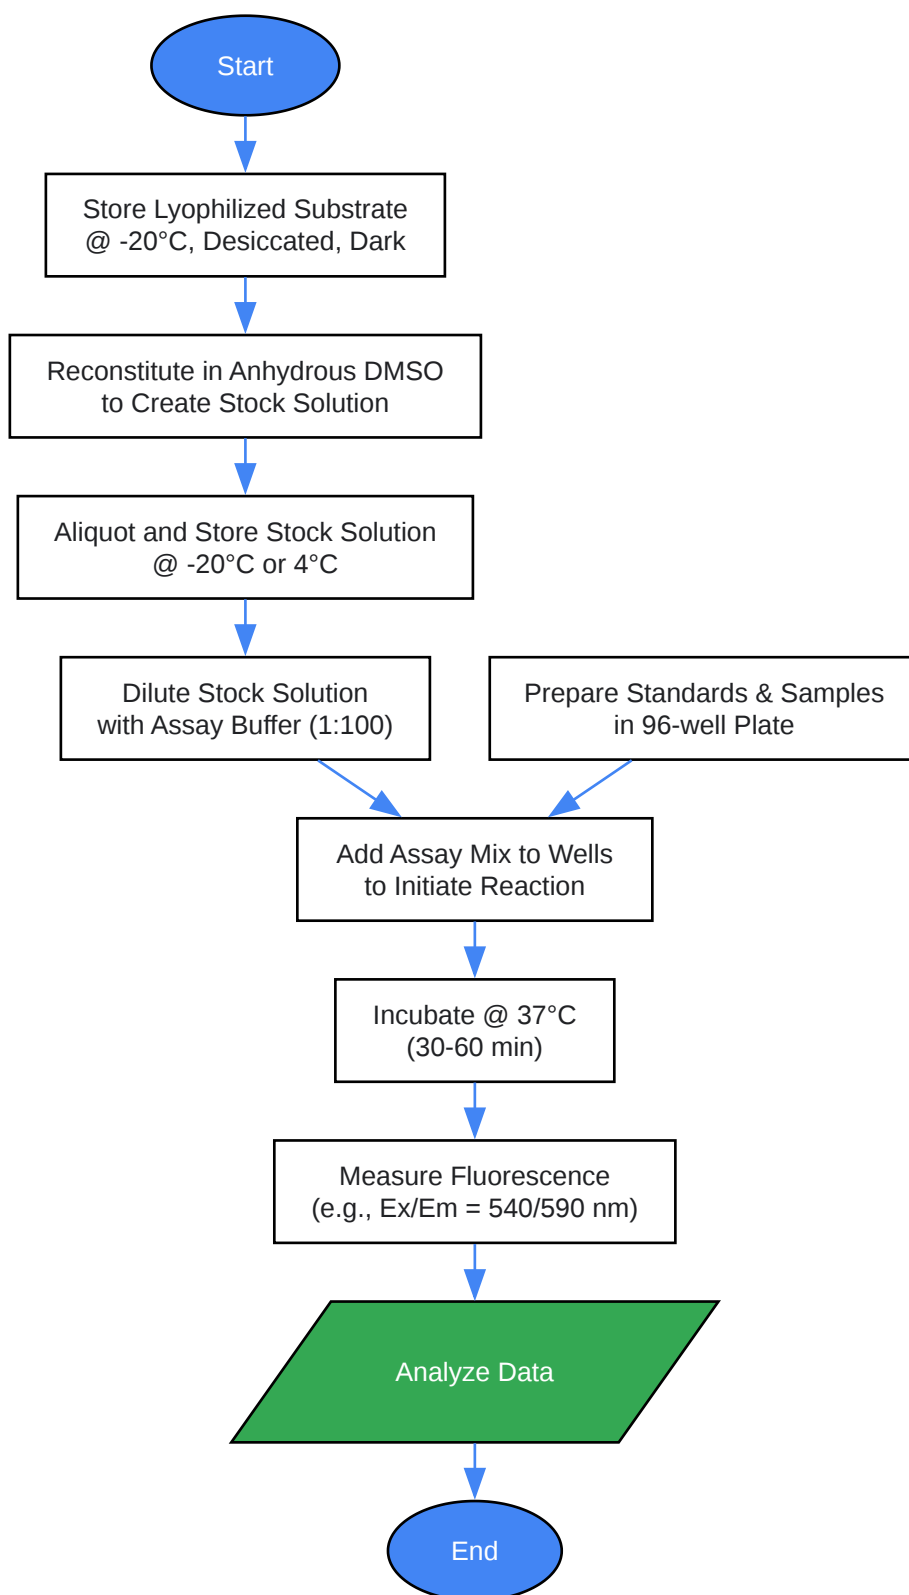 Start
Store Lyophilized Substrate
@ -20°C, Desiccated, Dark
Reconstitute in Anhydrous DMSO
to Create Stock Solution
Aliquot and Store Stock Solution
@ -20°C or 4°C
Dilute Stock Solution
with Assay Buffer (1:100)
Prepare Standards & Samples
in 96-well Plate
Add Assay Mix to Wells
to Initiate Reaction
Incubate @ 37°C
(30-60 min)
Measure Fluorescence
(e.g., Ex/Em = 540/590 nm)
Analyze Data
End